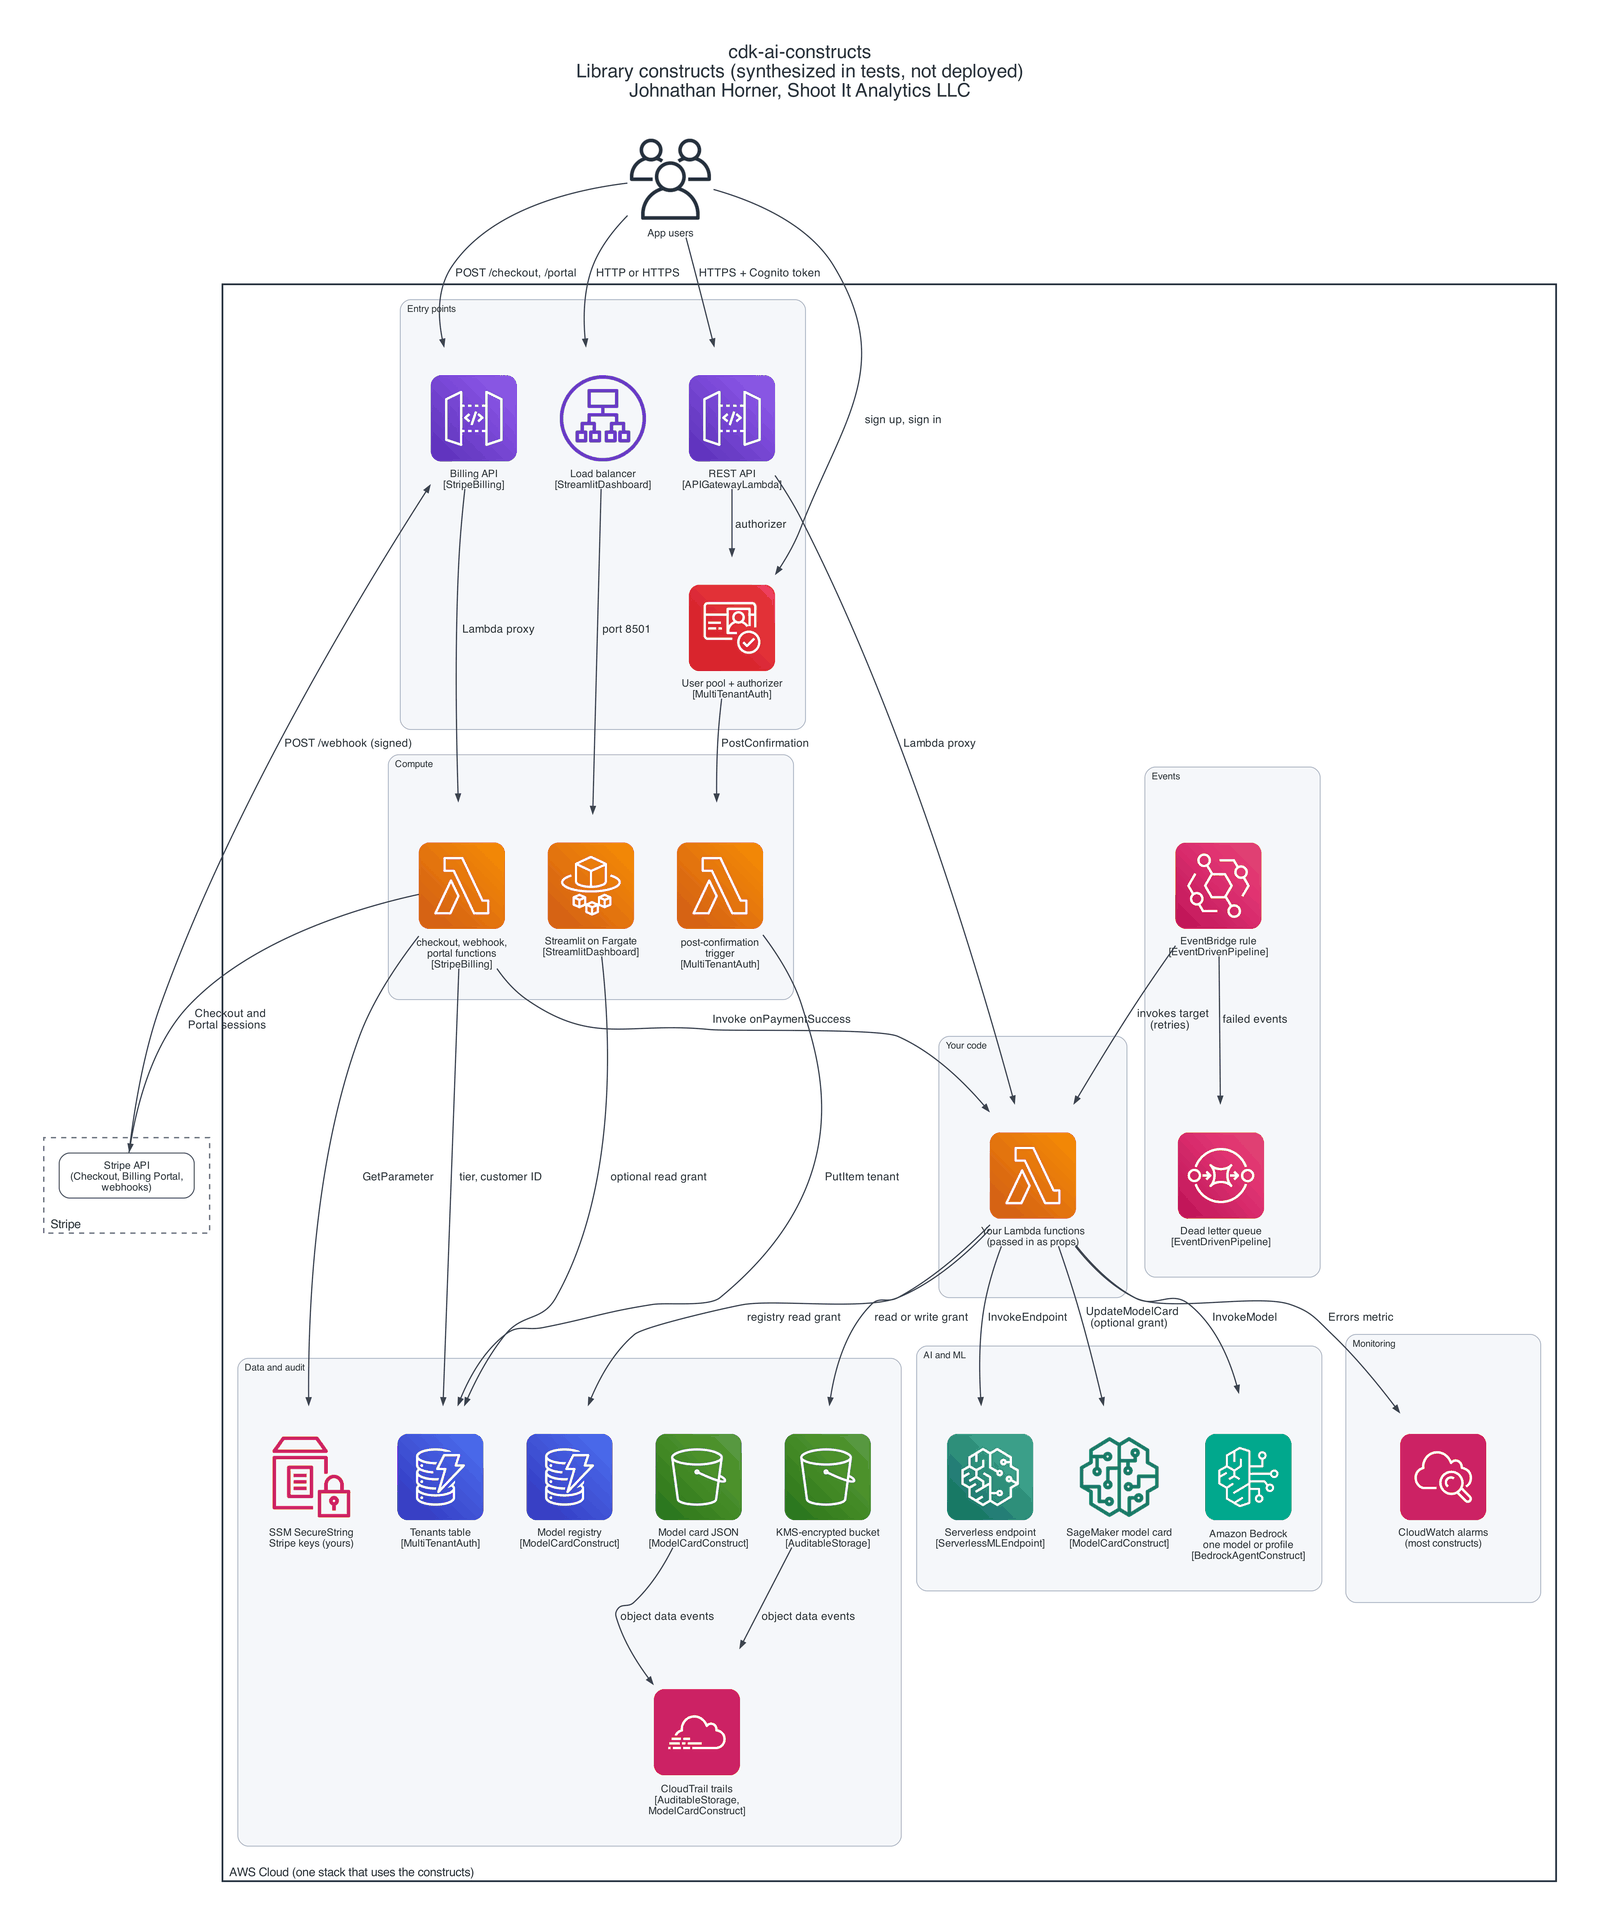 cdk-ai-constructs
Library constructs (synthesized in tests, not deployed)
Johnathan Horner, Shoot It Analytics LLC
App users
POST /checkout, /portal
HTTP or HTTPS
HTTPS + Cognito token
Entry points
sign up, sign in
Billing API
[StripeBilling]
Load balancer
[StreamlitDashboard]
REST API
[APIGatewayLambda]
authorizer
Lambda proxy
port 8501
User pool + authorizer
[MultiTenantAuth]
POST /webhook (signed)
PostConfirmation
Lambda proxy
Compute
Events
checkout, webhook,
portal functions
[StripeBilling]
Streamlit on Fargate
[StreamlitDashboard]
post-confirmation
trigger
[MultiTenantAuth]
EventBridge rule
[EventDrivenPipeline]
Checkout and
Portal sessions
Invoke onPaymentSuccess
invokes target
(retries)
failed events
Your code
Stripe API
(Checkout, Billing Portal,
webhooks)
Stripe
GetParameter
tier, customer ID
optional read grant
PutItem tenant
Your Lambda functions
(passed in as props)
Dead letter queue
[EventDrivenPipeline]
registry read grant
read or write grant
InvokeEndpoint
UpdateModelCard
(optional grant)
InvokeModel
Errors metric
Data and audit
AI and ML
Monitoring
SSM SecureString
Stripe keys (yours)
Tenants table
[MultiTenantAuth]
Model registry
[ModelCardConstruct]
Model card JSON
[ModelCardConstruct]
KMS-encrypted bucket
[AuditableStorage]
Serverless endpoint
[ServerlessMLEndpoint]
SageMaker model card
[ModelCardConstruct]
Amazon Bedrock
one model or profile
[BedrockAgentConstruct]
CloudWatch alarms
(most constructs)
object data events
object data events
CloudTrail trails
[AuditableStorage,
ModelCardConstruct]
AWS Cloud (one stack that uses the constructs)